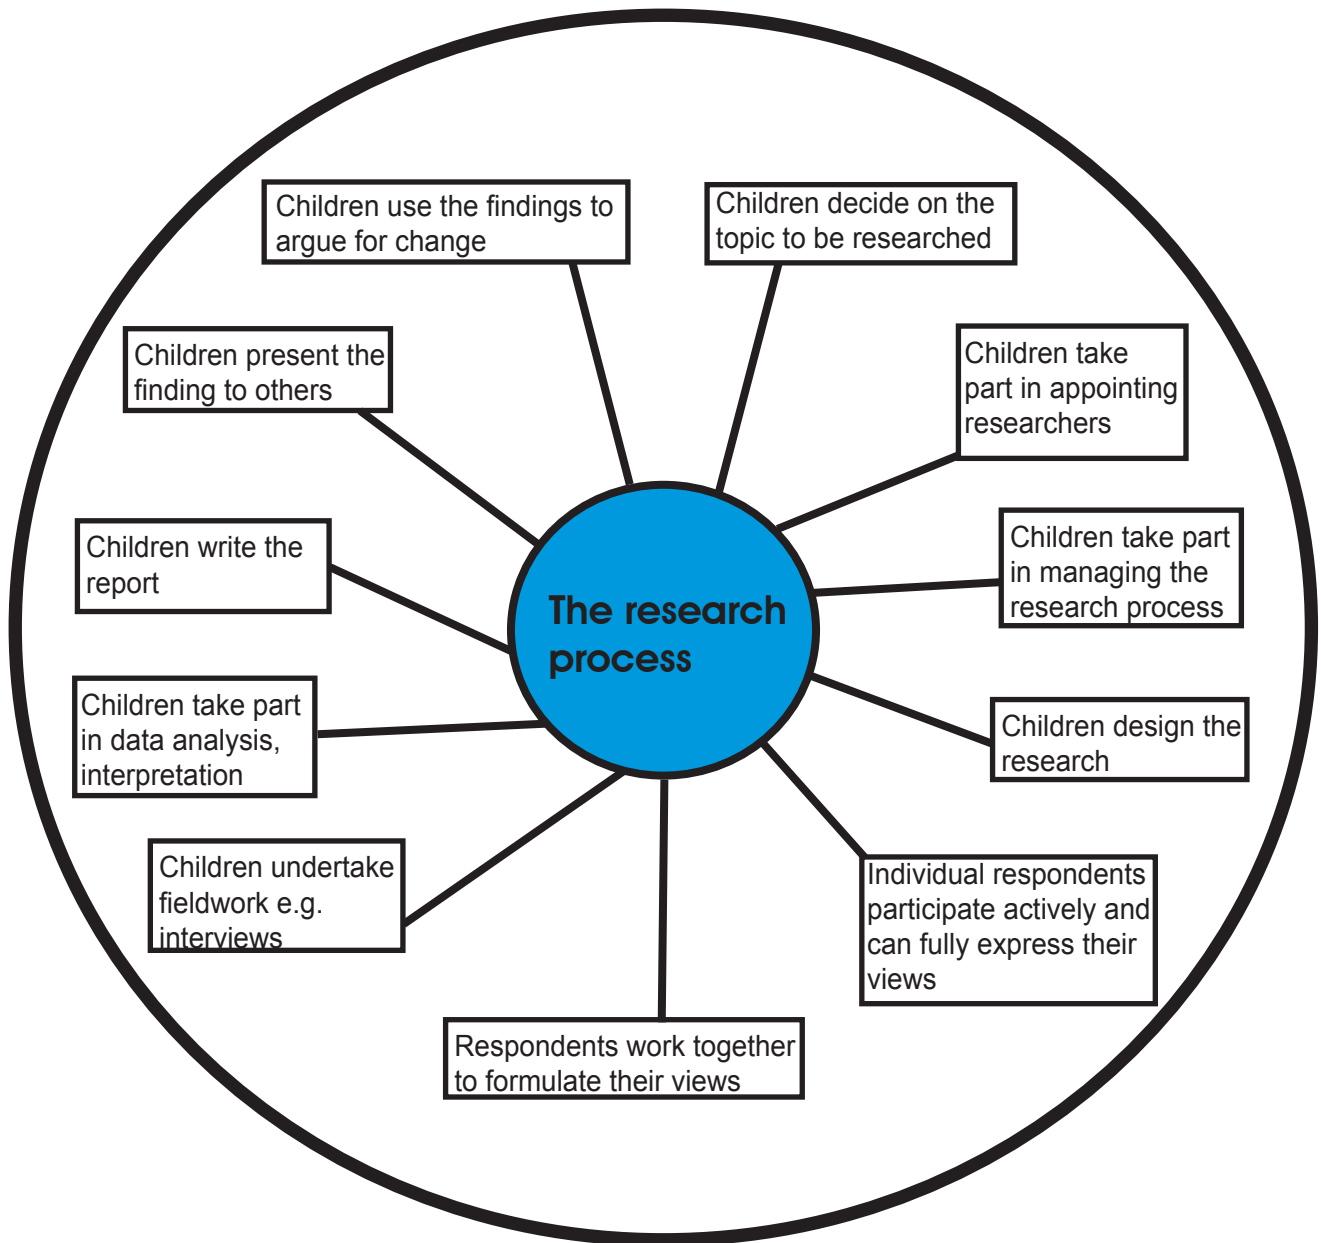 Children use the findings to
argue for change
Children decide on the
topic to be researched
Children take
part in appointing
researchers
Children take part
in managing the
research process
Children design the
research
Individual respondents
participate actively and
can fully express their
views
Respondents work together
to formulate their views
Children undertake
fieldwork e.g.
interviews
Children take part
in data analysis,
interpretation
Children write the
report
Children present the
finding to others
The research
process